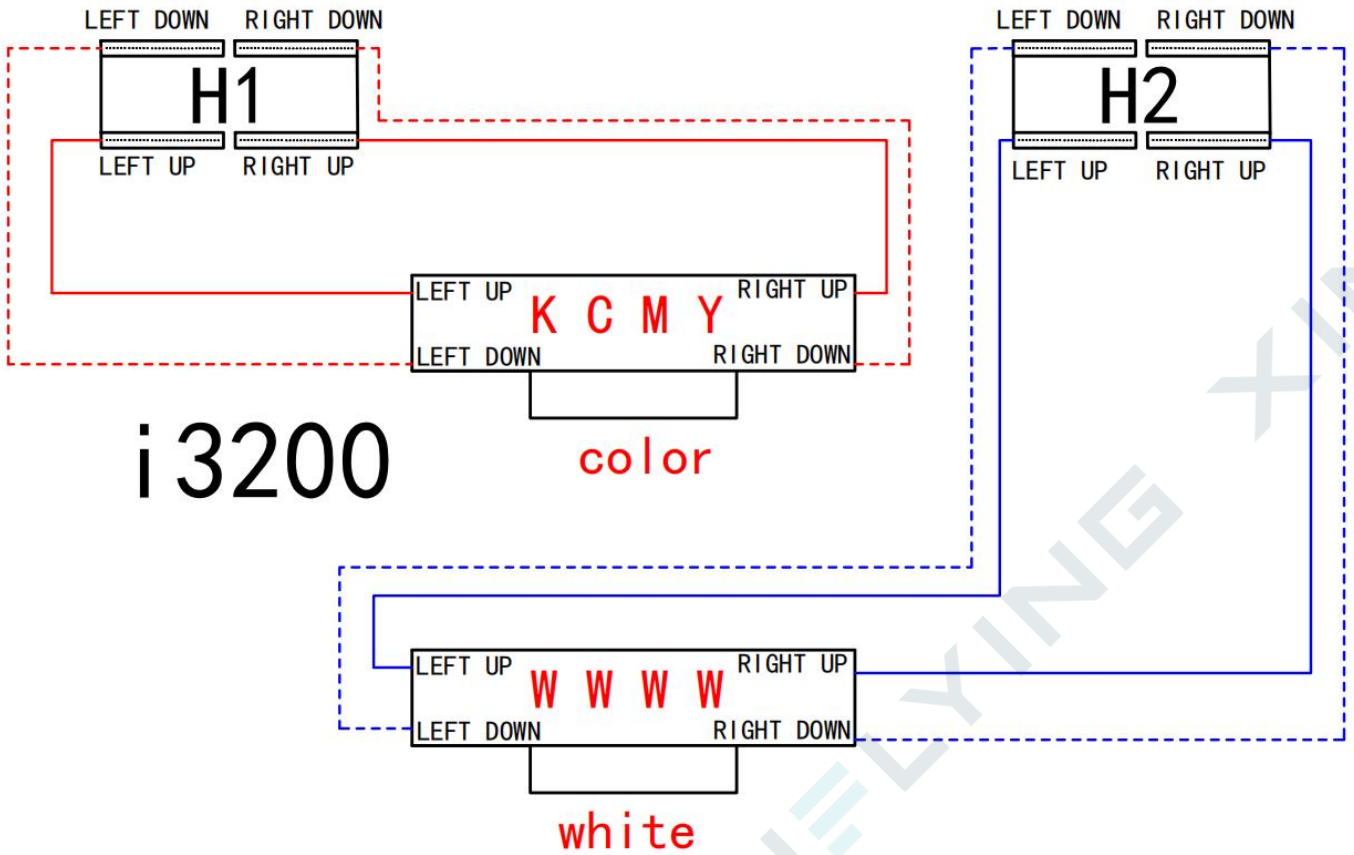 LEFT DOWN RIGHT DOWN
H1
LEFT UP RIGHT UP
LEFT DOWN RIGHT DOWN
H2
LEFT UP RIGHT UP
LEFT UP RIGHT UP
K C M Y
LEFT DOWN RIGHT DOWN
color
i3200
LEFT UP RIGHT UP
W W W W
LEFT DOWN RIGHT DOWN
white